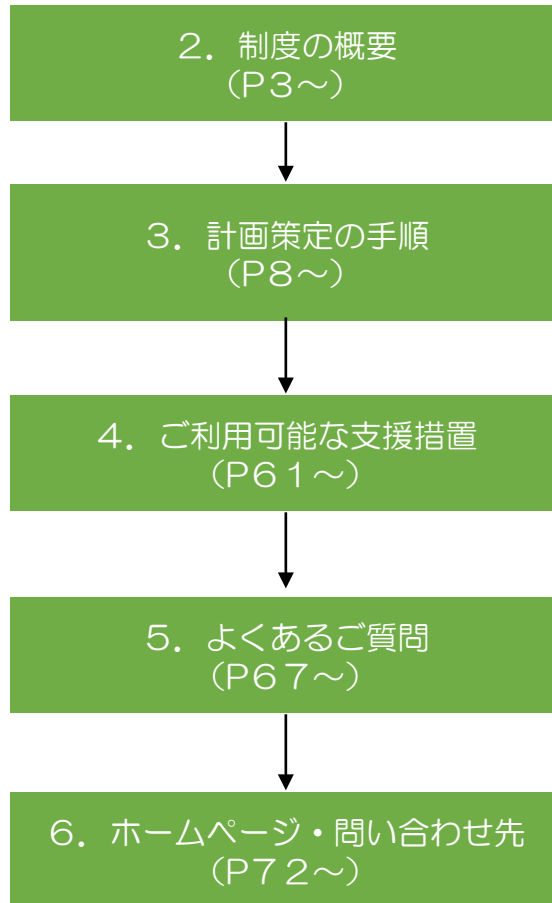 ２．制度の概要
（Ｐ３～）
３．計画策定の手順
（Ｐ８～）
４．ご利用可能な支援措置
（Ｐ６１～）
５．よくあるご質問
（Ｐ６７～）
６．ホームページ・問い合わせ先
（Ｐ７２～）